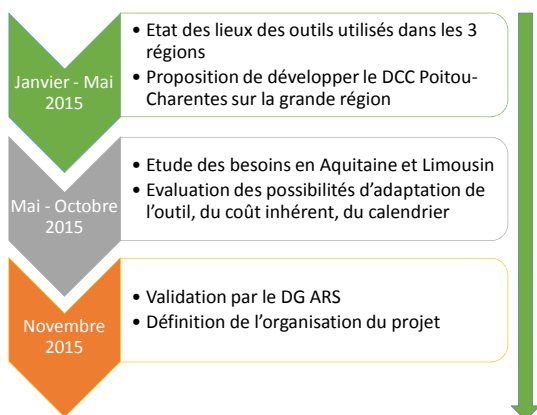 Janvier - Mai
2015
• Etat des lieux des outils utilisés dans les 3
régions
• Proposition de développer le DCC Poitou-
Charentes sur la grande région
Mai - Octobre
2015
• Etude des besoins en Aquitaine et Limousin
• Evaluation des possibilités d’adaptation de
l’outil, du coût inhérent, du calendrier
Novembre
2015
• Validation par le DG ARS
• Définition de l’organisation du projet